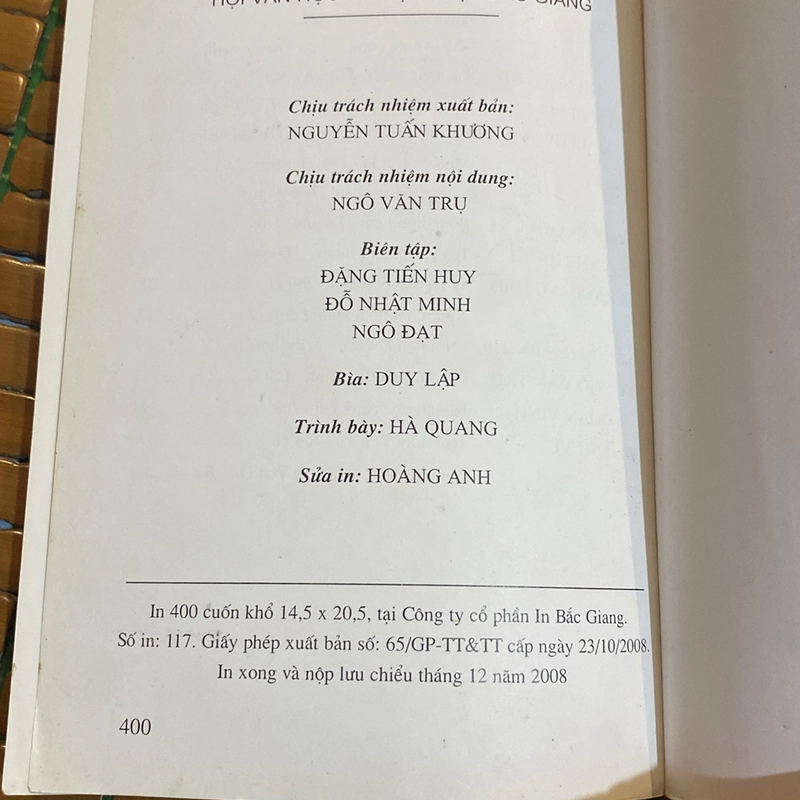 HỘI VĂN HỌC GIANG
Chịu trách nhiệm xuất bản:
NGUYỄN TUẤN KHƯƠNG
Chịu trách nhiệm nội dung:
NGÔ VĂN TRỤ
Biên tập:
ĐẶNG TIẾN HUY
ĐỖ NHẬT MINH
NGÔ ĐẠT
Bìa: DUY LẬP
Trình bày: HÀ QUANG
Sửa in: HOÀNG ANH
In 400 cuốn khổ 14,5 x 20,5, tại Công ty cổ phần In Bắc Giang.
Số in: 117. Giấy phép xuất bản số: 65/GP-TT&TT cấp ngày 23/10/2008.
In xong và nộp lưu chiểu tháng 12 năm 2008
400